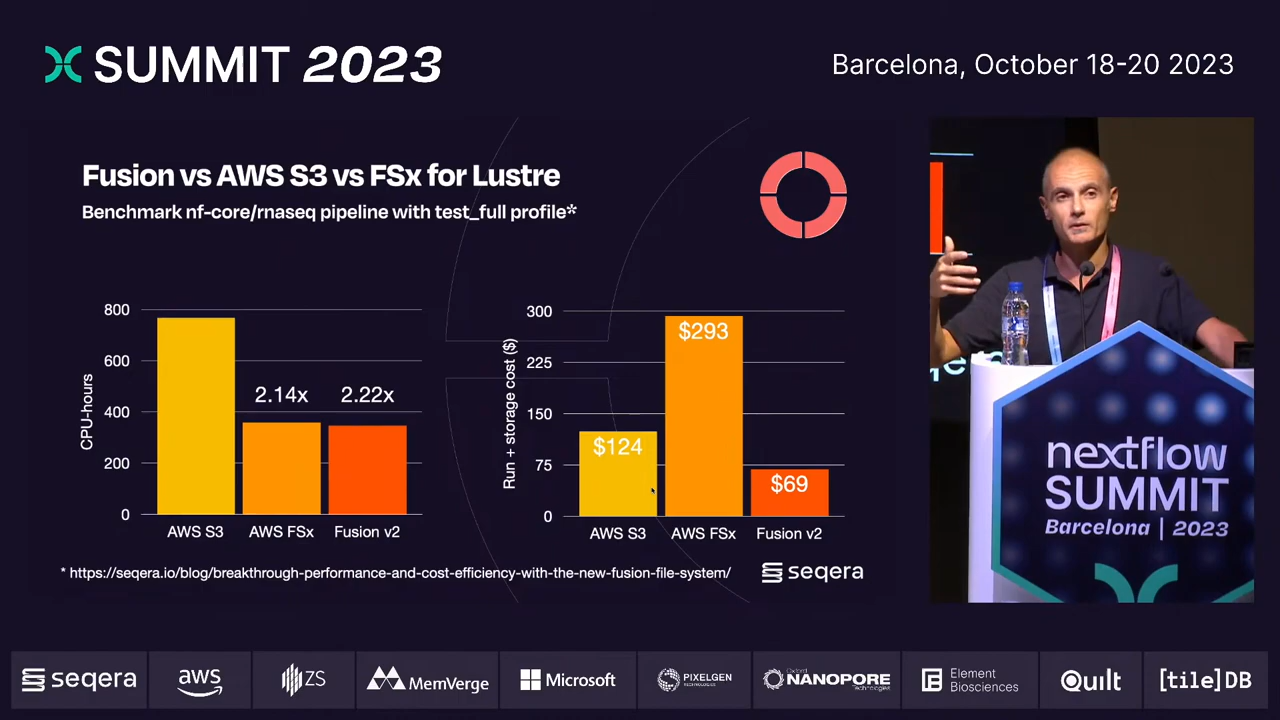 SUMMIT 2023
Barcelona, October 18-20 2023
Fusion vs AWS S3 vs FSx for Lustre
Benchmark nf-core/rnaseq pipeline with test_full profile*
CPU-hours
800
600
400
200
0
2.14x
2.22x
AWS S3
AWS FSx
Fusion v2
Run + storage cost ($)
300
225
150
75
0
$124
$293
$69
AWS S3
AWS FSx
Fusion v2
* https://seqera.io/blog/breakthrough-performance-and-cost-efficiency-with-the-new-fusion-file-system/
seqera
nextflow
SUMMIT
Barcelona | 2023
seqera
aws
ZS
MemVerge
Microsoft
PIXELGEN
TECHNOLOGIES
Oxford
NANOPORE
Technologies
Element
Biosciences
Quilt
[tile]DB